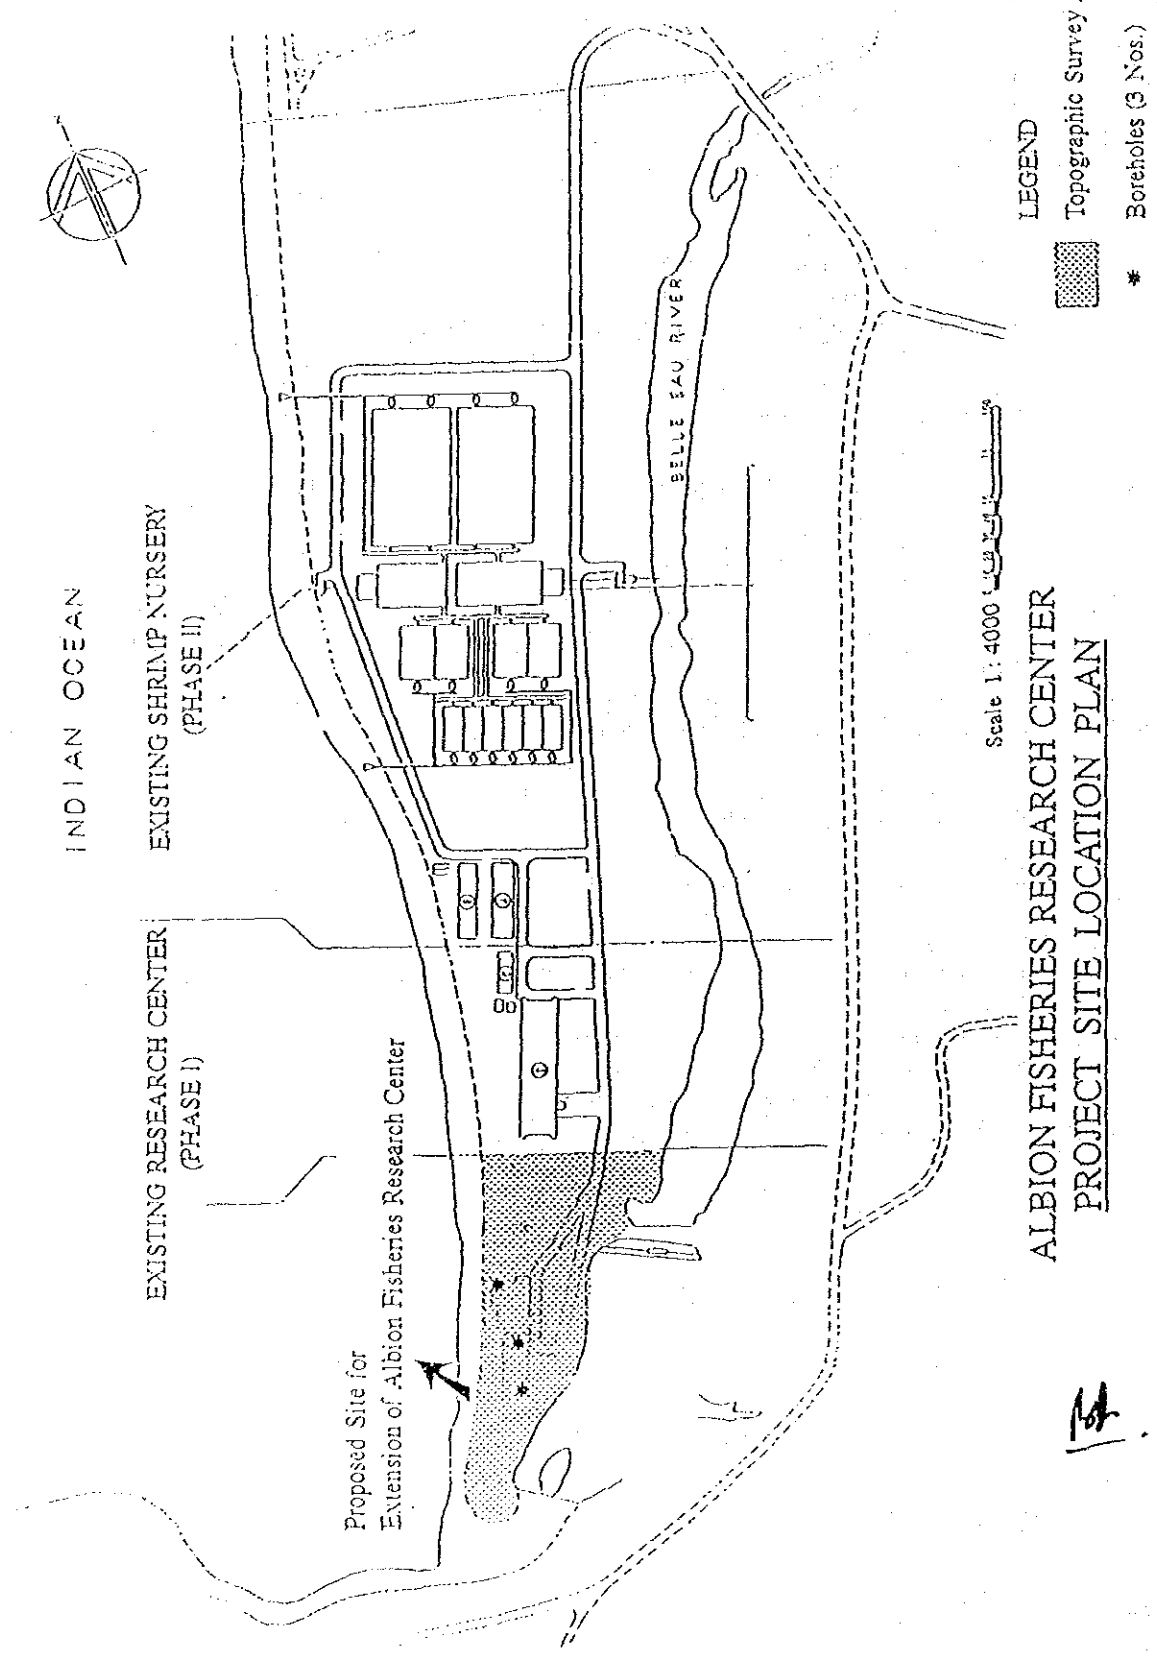 INDIAN OCEAN
EXISTING RESEARCH CENTER
(PHASE I)
EXISTING SHRIMP NURSERY
(PHASE II)
Proposed Site for
Extension of Albion Fisheries Research Center
BELLE EAU RIVER
Scale 1 : 4000
LEGEND
Topographic Survey
* Boreholes (3 Nos.)
ALBION FISHERIES RESEARCH CENTER
PROJECT SITE LOCATION PLAN